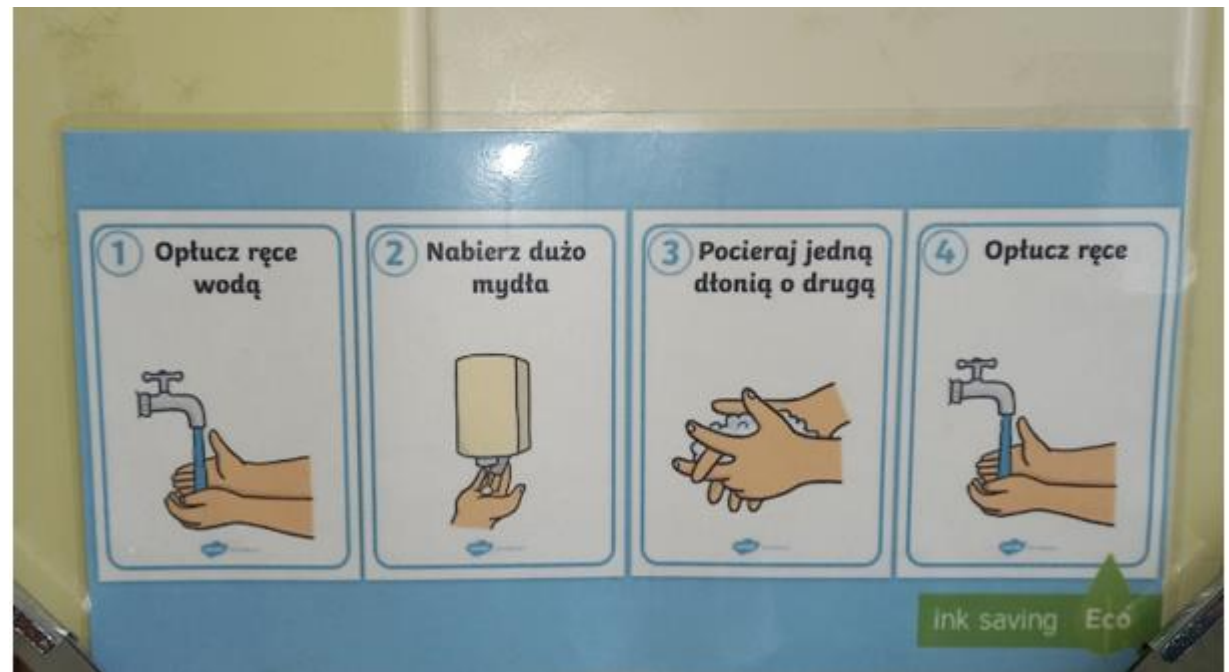 1 Opłucz ręce
wodą
2 Nabierz dużo
mydła
3 Pocieraj jedną
dłonią o drugą
4 Opłucz ręce
ink saving Eco